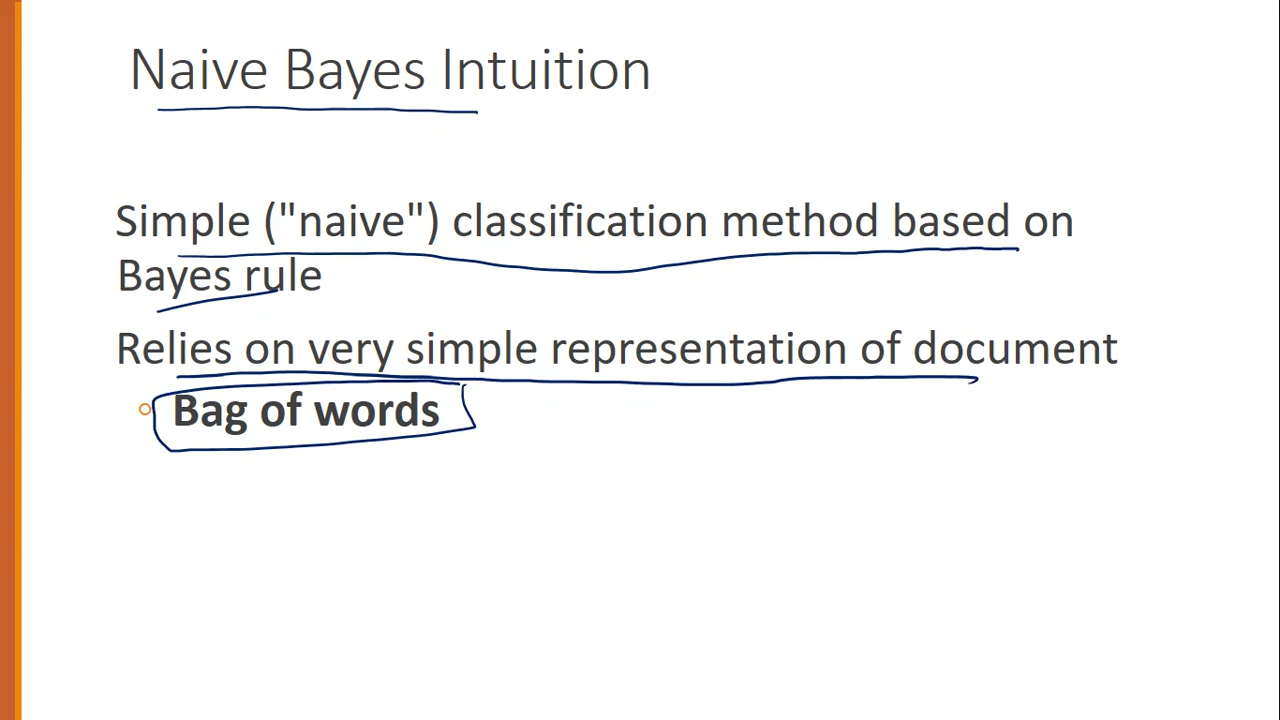 Naive Bayes Intuition
Simple ("naive") classification method based on
Bayes rule
Relies on very simple representation of document
Bag of words